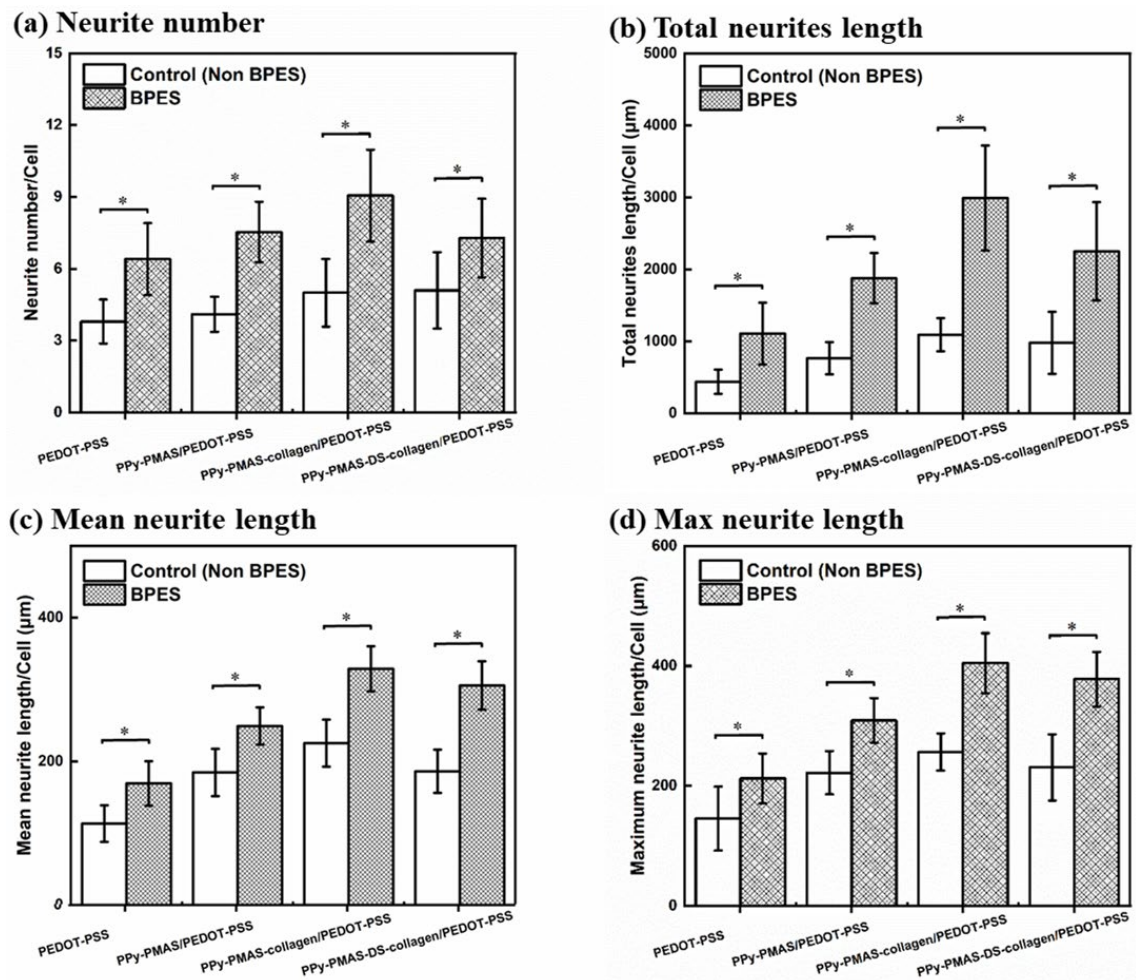 (a) Neurite number
15
12
9
6
3
0
Neurite number/Cell
Control (Non BPES)
BPES
*
*
*
*
PEDOT-PSS
PPy-PMAS/PEDOT-PSS
PPy-PMAS-collagen/PEDOT-PSS
PPy-PMAS-DS-collagen/PEDOT-PSS
(b) Total neurites length
5000
4000
3000
2000
1000
0
Total neurites length/Cell (μm)
Control (Non BPES)
BPES
*
*
*
*
PEDOT-PSS
PPy-PMAS/PEDOT-PSS
PPy-PMAS-collagen/PEDOT-PSS
PPy-PMAS-DS-collagen/PEDOT-PSS
(c) Mean neurite length
400
200
0
Mean neurite length/Cell (μm)
Control (Non BPES)
BPES
*
*
*
*
PEDOT-PSS
PPy-PMAS/PEDOT-PSS
PPy-PMAS-collagen/PEDOT-PSS
PPy-PMAS-DS-collagen/PEDOT-PSS
(d) Max neurite length
600
400
200
0
Maximum neurite length/Cell (μm)
Control (Non BPES)
BPES
*
*
*
*
PEDOT-PSS
PPy-PMAS/PEDOT-PSS
PPy-PMAS-collagen/PEDOT-PSS
PPy-PMAS-DS-collagen/PEDOT-PSS